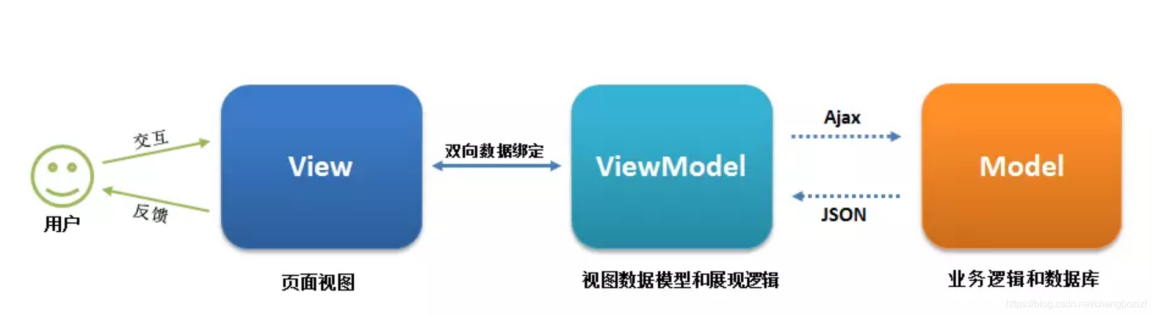 交互
反馈
用户
View
页面视图
双向数据绑定
ViewModel
视图数据模型和展现逻辑
Ajax
JSON
Model
业务逻辑和数据库